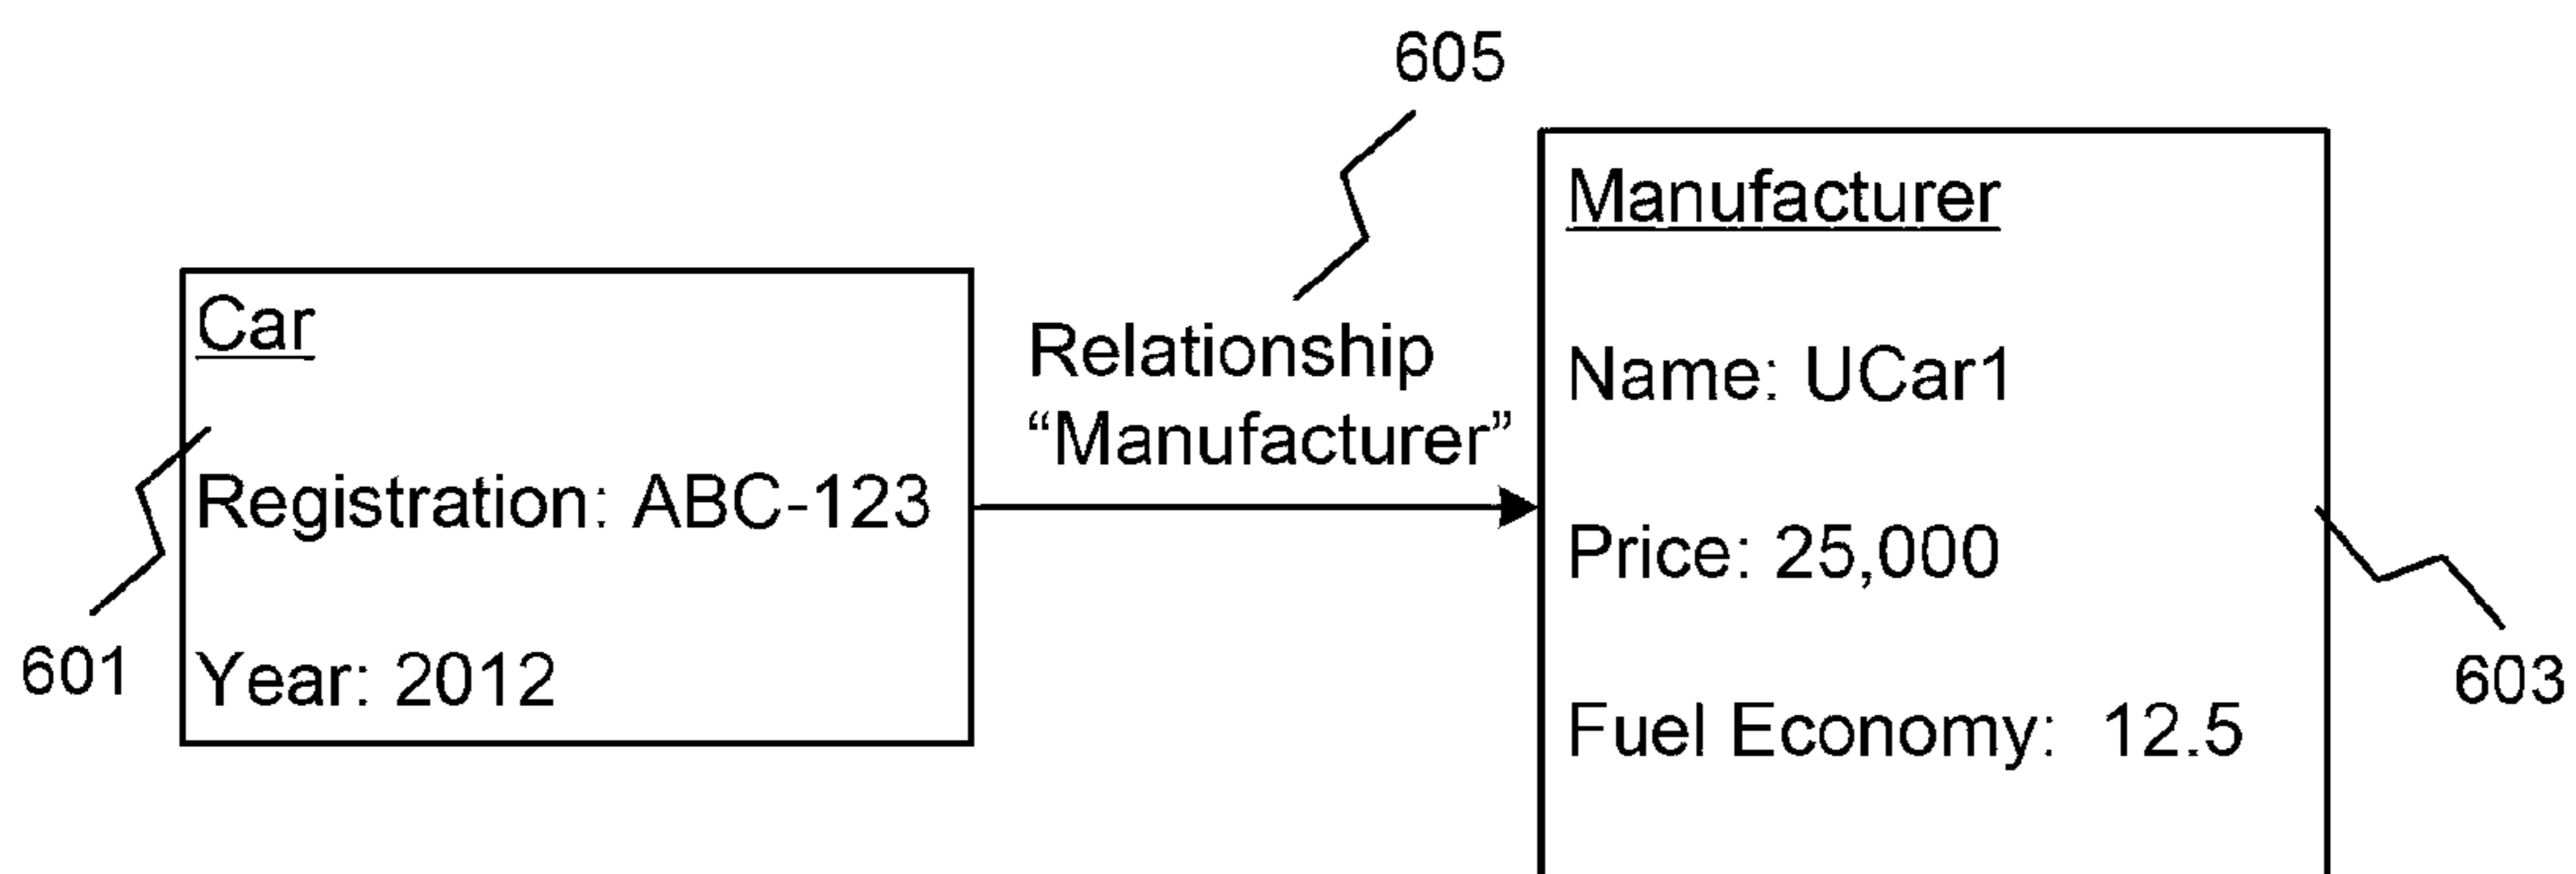 605
Car
Registration: ABC-123
Year: 2012
601
Relationship
“Manufacturer”
Manufacturer
Name: UCar1
Price: 25,000
Fuel Economy: 12.5
603